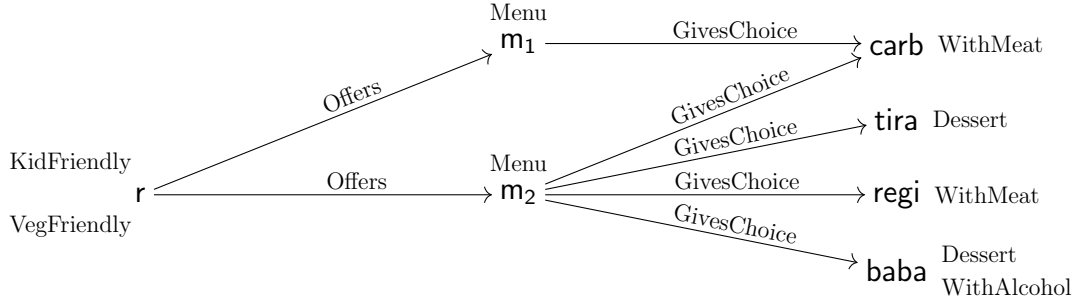 Menu
m1
GivesChoice
carb WithMeat
Offers
GivesChoice
GivesChoice
tira Dessert
KidFriendly
r
VegFriendly
Offers
Menu
m2
GivesChoice
regi WithMeat
GivesChoice
baba
Dessert
WithAlcohol